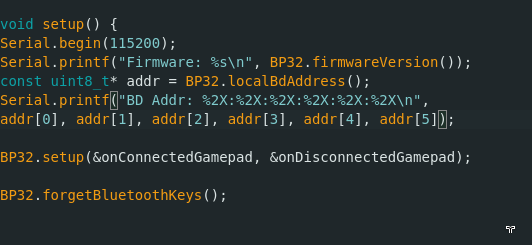 void setup() {
Serial.begin(115200);
Serial.printf("Firmware: %s\n", BP32.firmwareVersion());
const uint8_t* addr = BP32.localBdAddress();
Serial.printf("BD Addr: %2X:%2X:%2X:%2X:%2X:%2X\n",
addr[0], addr[1], addr[2], addr[3], addr[4], addr[5]);
BP32.setup(&onConnectedGamepad, &onDisconnectedGamepad);
BP32.forgetBluetoothKeys();